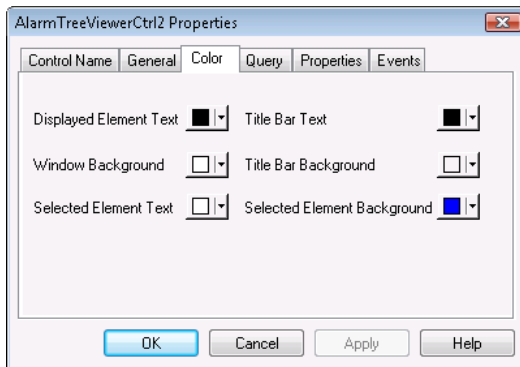 AlarmTreeViewerCtrl2 Properties
Control Name General Color Query Properties Events
Displayed Element Text Title Bar Text
Window Background Title Bar Background
Selected Element Text Selected Element Background
OK Cancel Apply Help